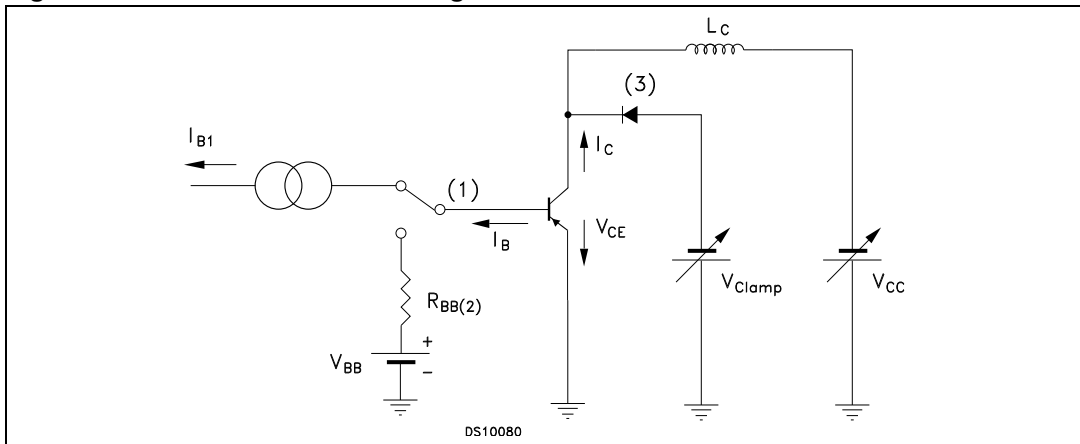 L_C
(3)
I_B1
I_C
(1)
I_B
V_CE
R_BB(2)
V_Clamp
V_CC
V_BB
+
−
DS10080